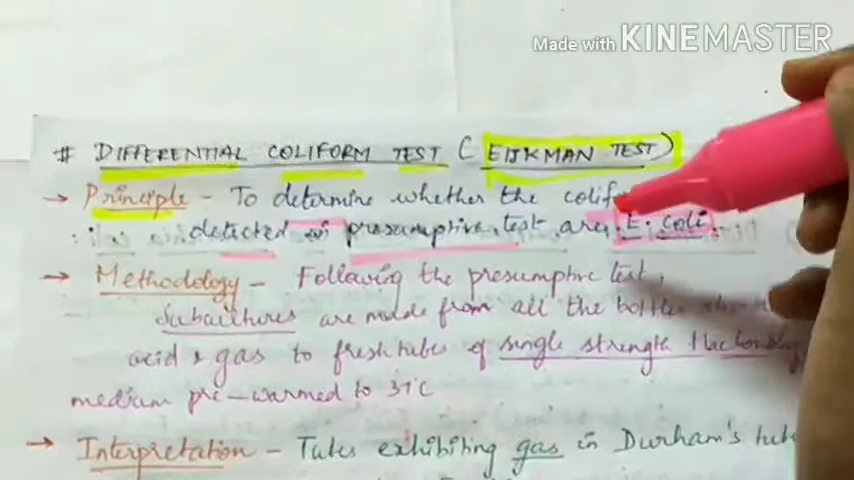 Made with KINEMASTER
# DIFFERENTIAL COLIFORM TEST (EIJKMAN TEST)
→ Principle - To determine whether the
detected in presumptive test are E. coli.
→ Methodology - Following the presumptive test,
subcultures are made from all the bottles
acid & gas to fresh tubes of single strength MacConkey
medium pre-warmed to 37°C
→ Interpretation - Tubes exhibiting gas in Durham's tube